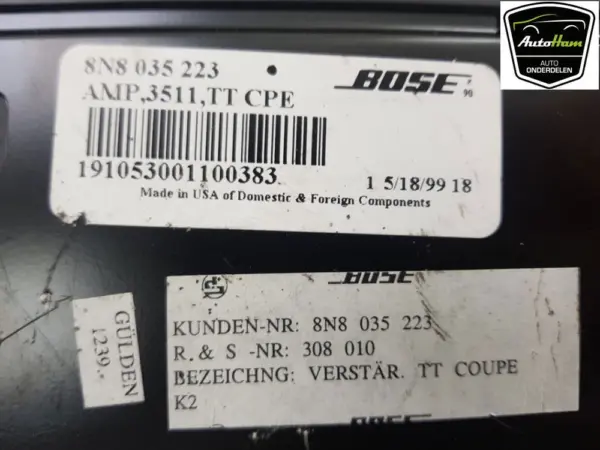 8N8 035 223
BOSE
AMP,3511,TT CPE
191053001100383
1 5/18/99 18
Made in USA of Domestic & Foreign Components
BOSE
KUNDEN-NR: 8N8 035 223
R. & S -NR: 308 010
BEZEICHNG: VERSTÄR. TT COUPE
K2
BOSE
GÜLDEN
1239.-
AutoHam
AUTO
ONDERDELEN